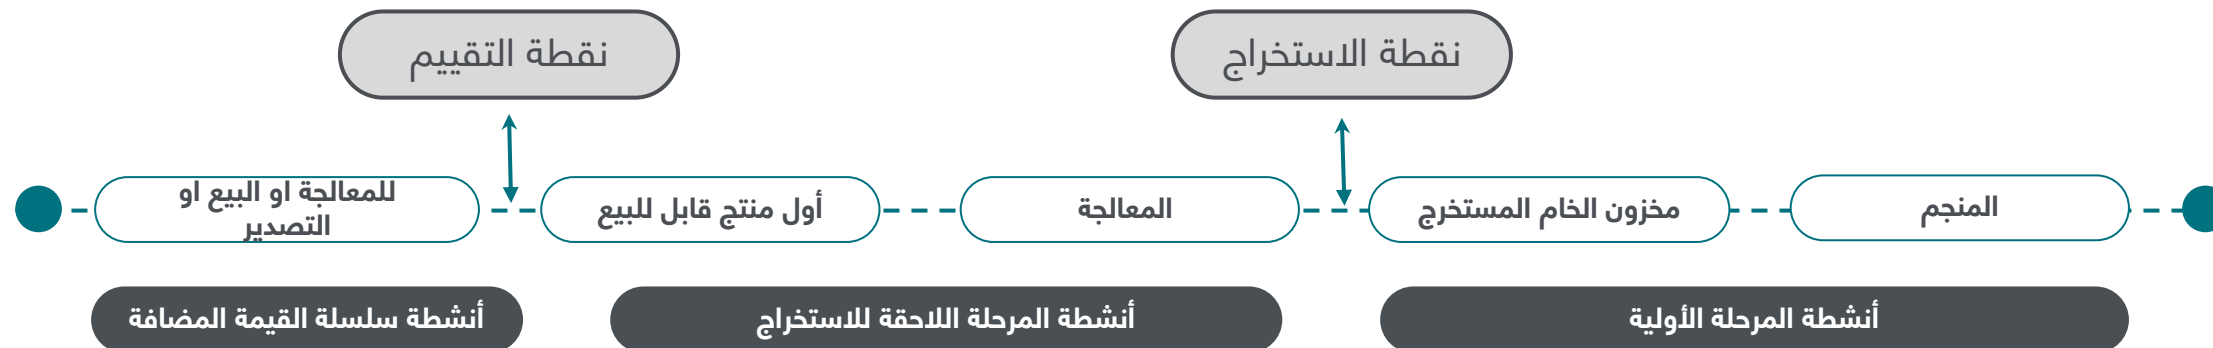 نقطة الاستخراج
نقطة التقييم
المنجم
مخزون الخام المستخرج
المعالجة
أول منتج قابل للبيع
للمعالجة او البيع او
التصدير
أنشطة المرحلة الأولية
أنشطة المرحلة اللاحقة للاستخراج
أنشطة سلسلة القيمة المضافة